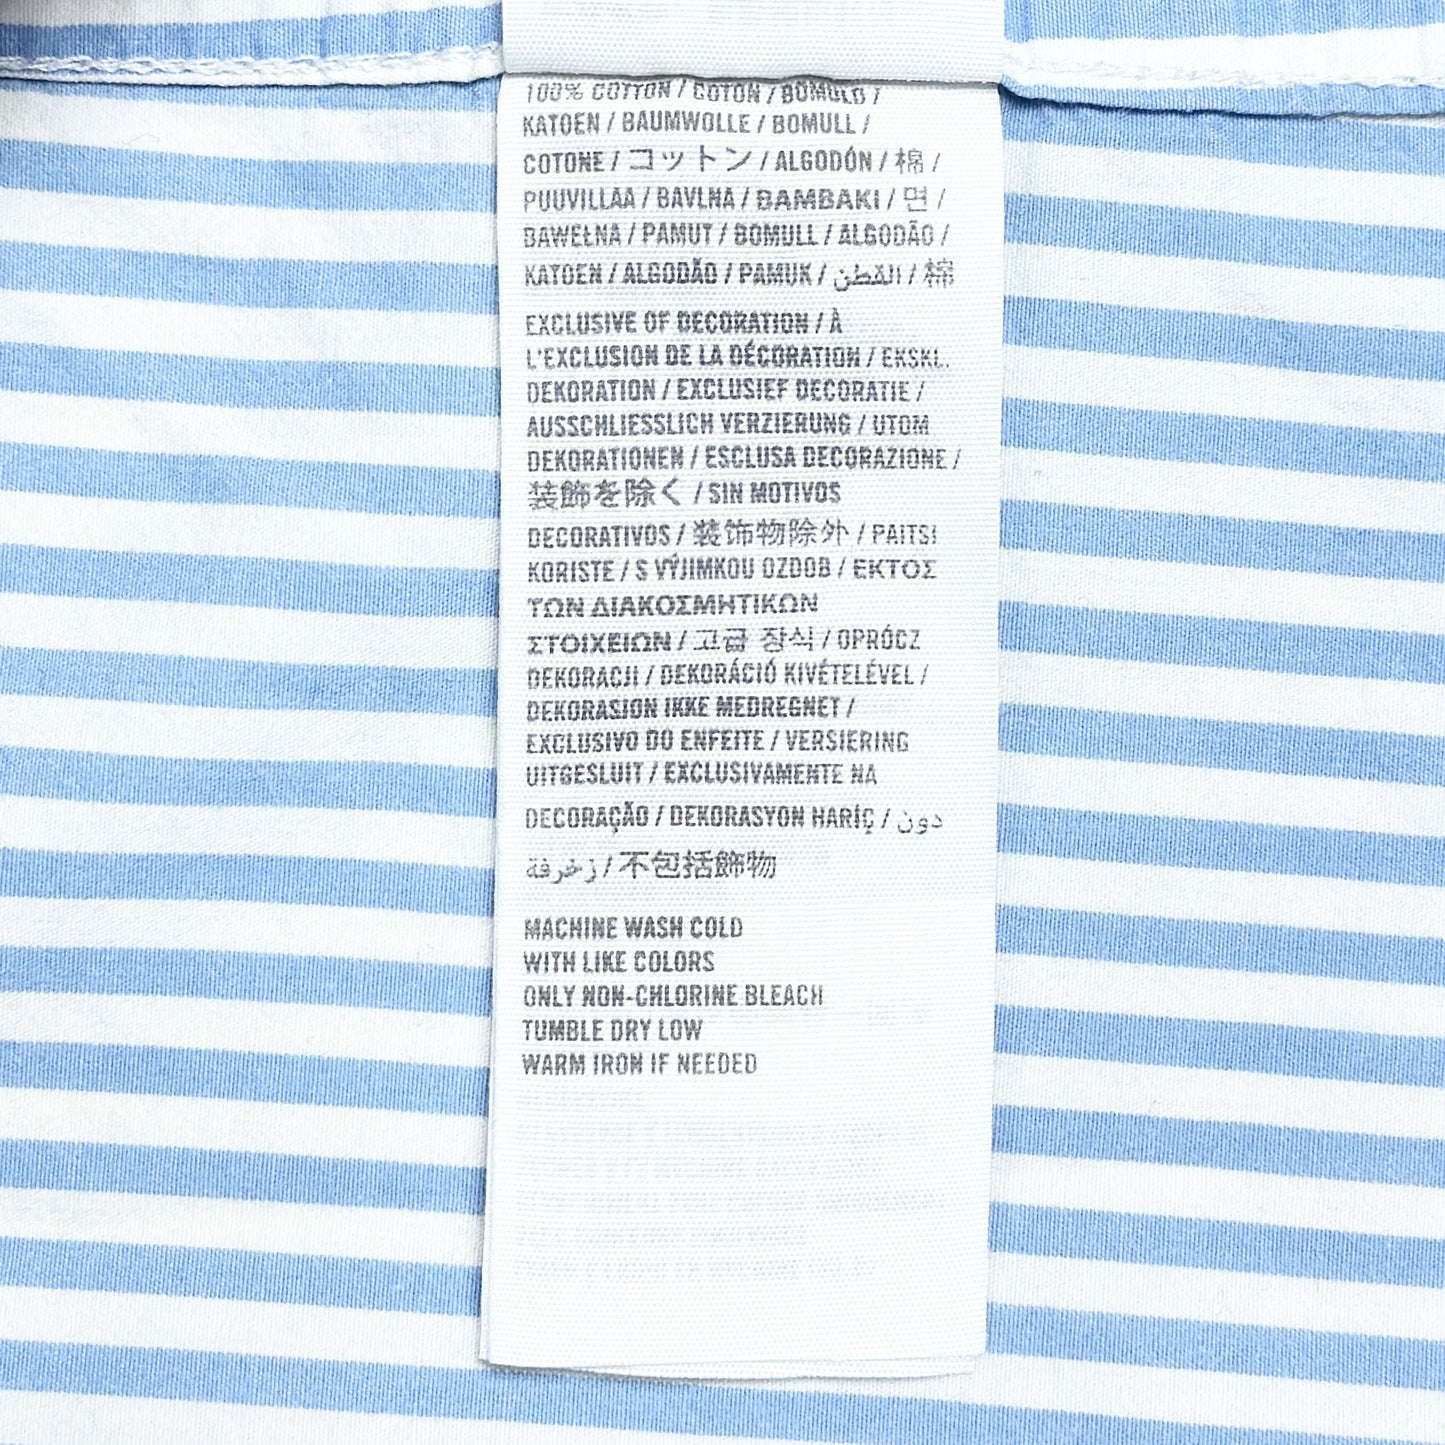 100% COTTON / COTON / BOMULD /
KATOEN / BAUMWOLLE / BOMULL /
COTONE / コットン / ALGODÓN / 棉 /
PUUVILLAA / BAVLNA / BAMBAKI / 면 /
BAWEŁNA / PAMUT / BOMULL / ALGODÃO /
KATOEN / ALGODÃO / PAMUK / القطن / 棉
EXCLUSIVE OF DECORATION / À
L'EXCLUSION DE LA DÉCORATION / EKSKL.
DEKORATION / EXCLUSIEF DECORATIE /
AUSSCHLIESSLICH VERZIERUNG / UTOM
DEKORATIONEN / ESCLUSA DECORAZIONE /
装飾を除く / SIN MOTIVOS
DECORATIVOS / 装饰物除外 / PAITSI
KORISTE / S VÝJIMKOU OZDOB / ΕΚΤΟΣ
ΤΩΝ ΔΙΑΚΟΣΜΗΤΙΚΩΝ
ΣΤΟΙΧΕΙΩΝ / 고급 장식 / OPRÓCZ
DEKORACJI / DEKORÁCIÓ KIVÉTELÉVEL /
DEKORASJON IKKE MEDREGNET /
EXCLUSIVO DO ENFEITE / VERSIERING
UITGESLUIT / EXCLUSIVAMENTE NA
DECORAÇÃO / DEKORASYON HARİÇ / دون
زخرفة / 不包括飾物
MACHINE WASH COLD
WITH LIKE COLORS
ONLY NON-CHLORINE BLEACH
TUMBLE DRY LOW
WARM IRON IF NEEDED